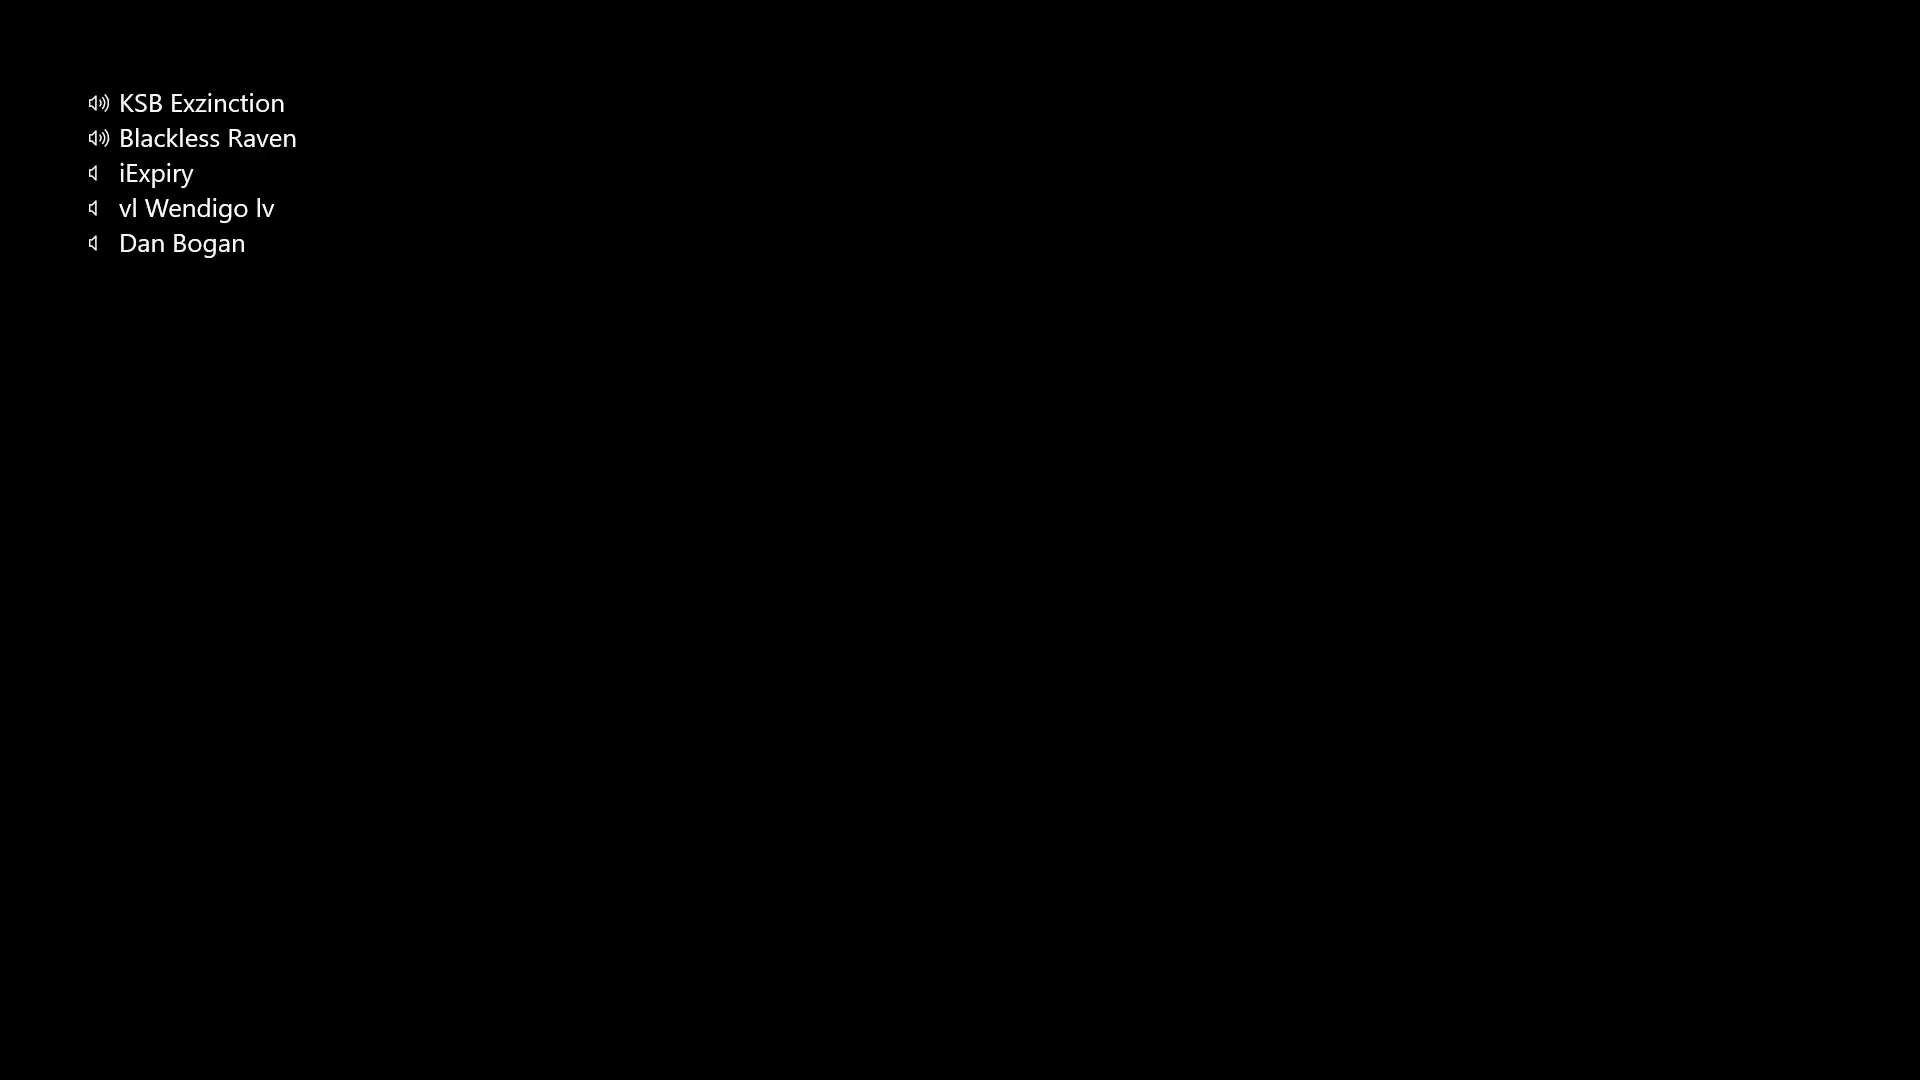 KSB Exzinction
Blackless Raven
iExpiry
vl Wendigo lv
Dan Bogan